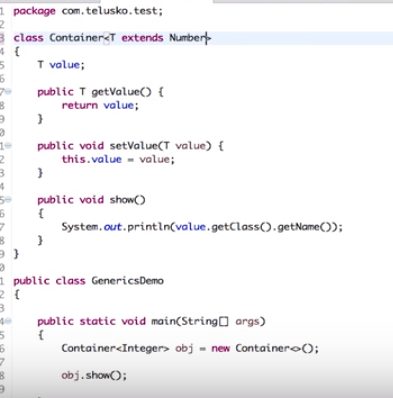 1 package com.telusko.test;
2
3 class Container<T extends Number>
4 {
5 T value;
6
7 public T getValue() {
8 return value;
9 }
0
1 public void setValue(T value) {
2 this.value = value;
3 }
4
5 public void show()
6 {
7 System.out.println(value.getClass().getName());
8 }
9 }
0
1 public class GenericsDemo
2 {
3
4 public static void main(String[] args)
5 {
6 Container<Integer> obj = new Container<>();
7
8 obj.show();
9